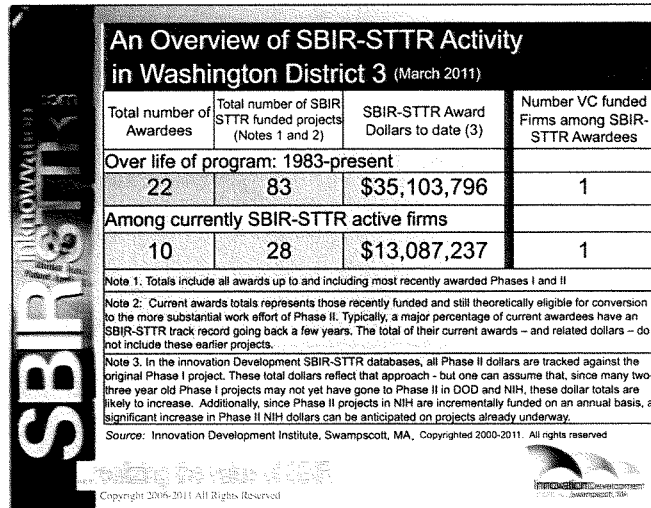 An Overview of SBIR-STTR Activity
in Washington District 3 (March 2011)
Total number of
Awardees
Total number of SBIR
STTR funded projects
(Notes 1 and 2)
SBIR-STTR Award
Dollars to date (3)
Number VC funded
Firms among SBIR-
STTR Awardees
Over life of program: 1983-present
22 83 $35,103,796 1
Among currently SBIR-STTR active firms
10 28 $13,087,237 1
Note 1. Totals include all awards up to and including most recently awarded Phases I and II
Note 2: Current awards totals represents those recently funded and still theoretically eligible for conversion
to the more substantial work effort of Phase II. Typically, a major percentage of current awardees have an
SBIR-STTR track record going back a few years. The total of their current awards – and related dollars – do
not include these earlier projects.
Note 3. In the innovation Development SBIR-STTR databases, all Phase II dollars are tracked against the
original Phase I project. These total dollars reflect that approach - but one can assume that, since many two-
three year old Phase I projects may not yet have gone to Phase II in DOD and NIH, these dollar totals are
likely to increase. Additionally, since Phase II projects in NIH are incrementally funded on an annual basis, a
significant increase in Phase II NIH dollars can be anticipated on projects already underway.
Source: Innovation Development Institute, Swampscott, MA, Copyrighted 2000-2011. All rights reserved
SBIR & STTR
Inknowvation
Copyright 2006-2011 All Rights Reserved
innovation Development
Swampscott, MA